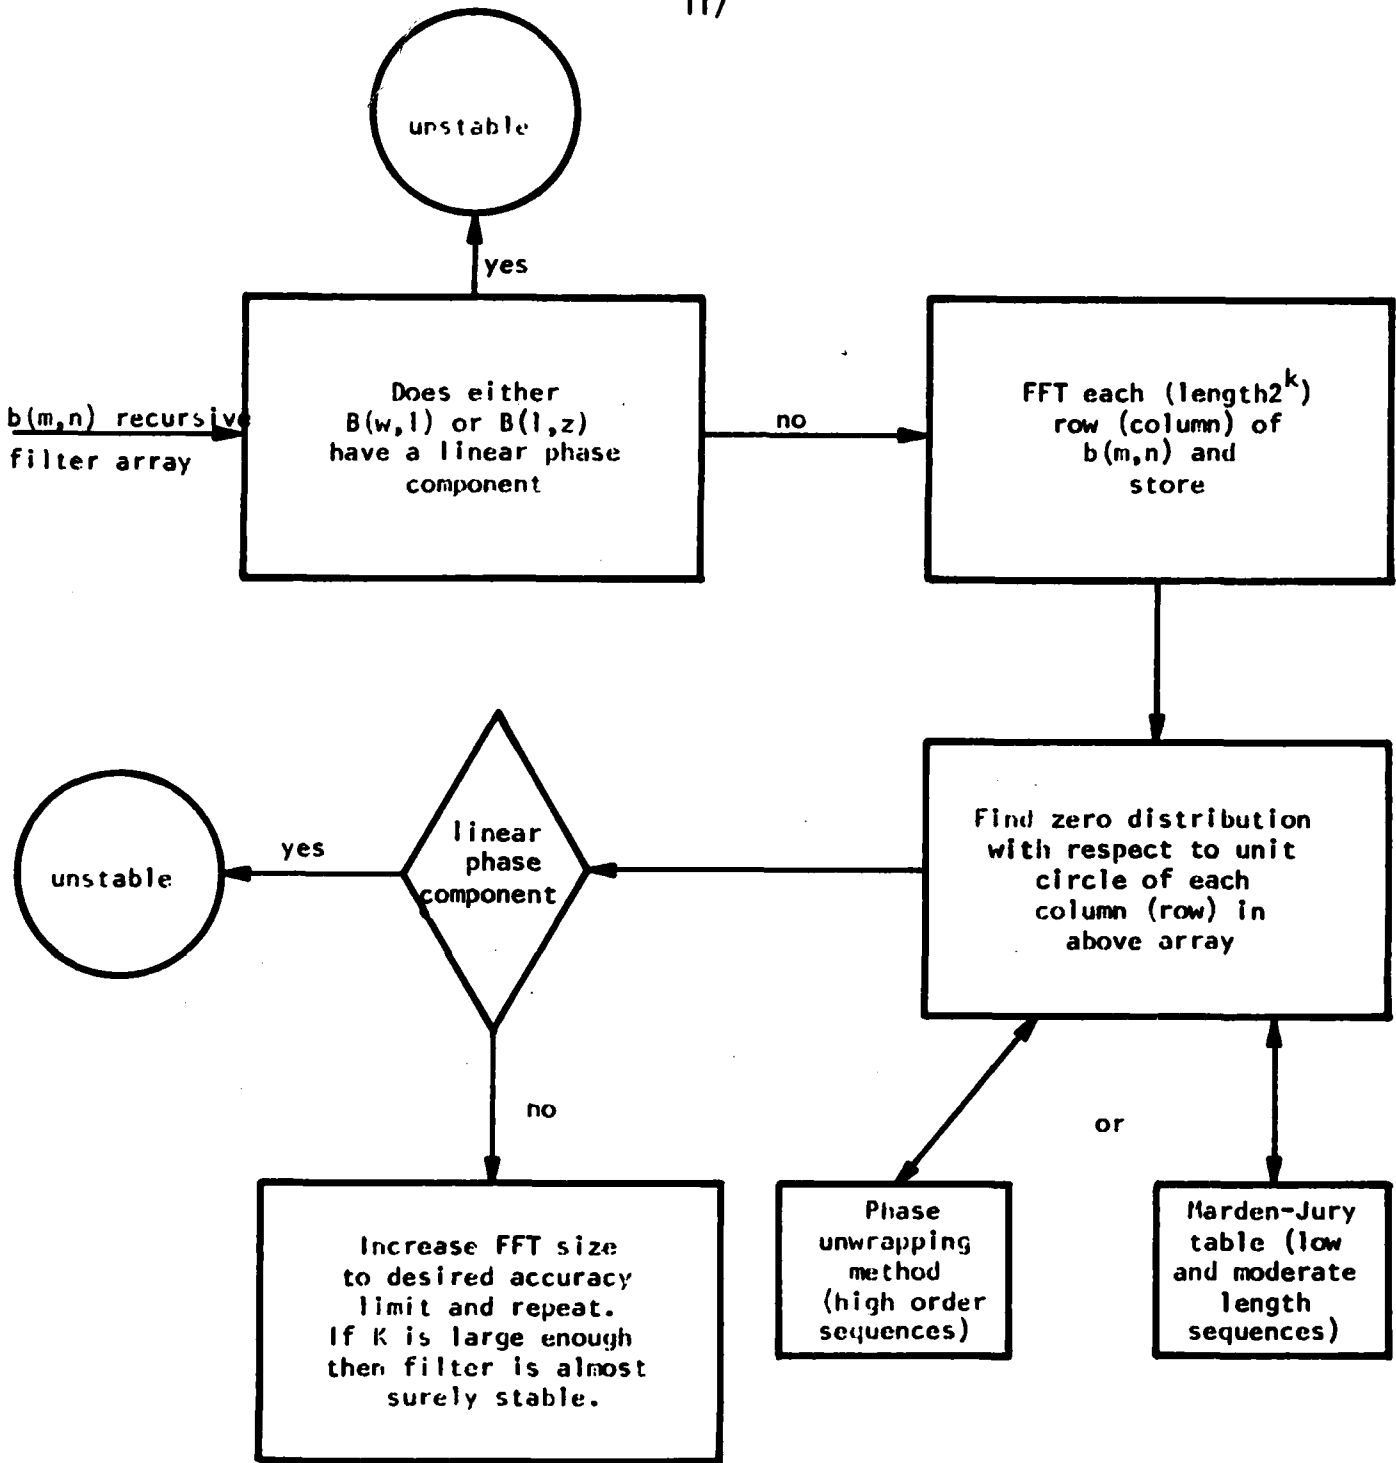 117
unstable
yes
b(m,n) recursive
filter array
Does either
B(w,1) or B(1,z)
have a linear phase
component
no
FFT each (length2^k)
row (column) of
b(m,n) and
store
Find zero distribution
with respect to unit
circle of each
column (row) in
above array
linear
phase
component
yes
unstable
no
or
Increase FFT size
to desired accuracy
limit and repeat.
If K is large enough
then filter is almost
surely stable.
Phase
unwrapping
method
(high order
sequences)
Marden-Jury
table (low
and moderate
length
sequences)